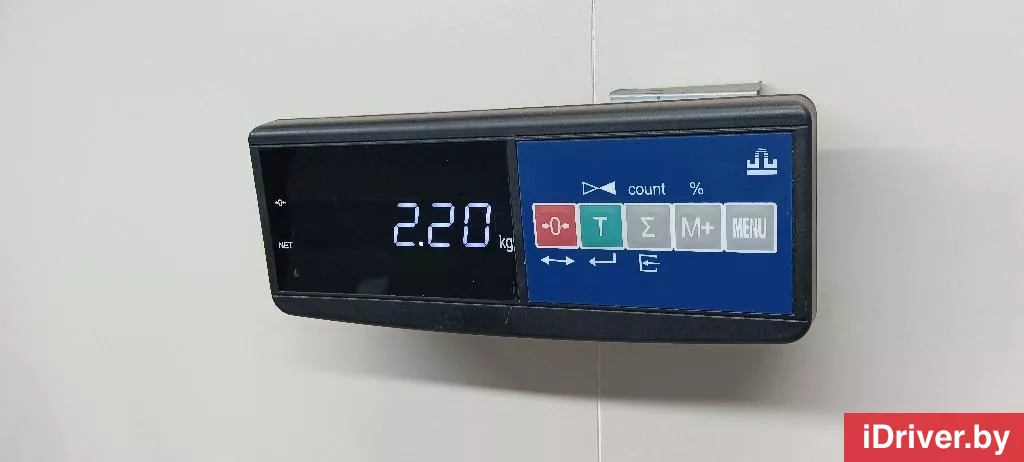 →0←
NET
2.20 kg
count %
→0← T Σ M+ MENU
iDriver.by